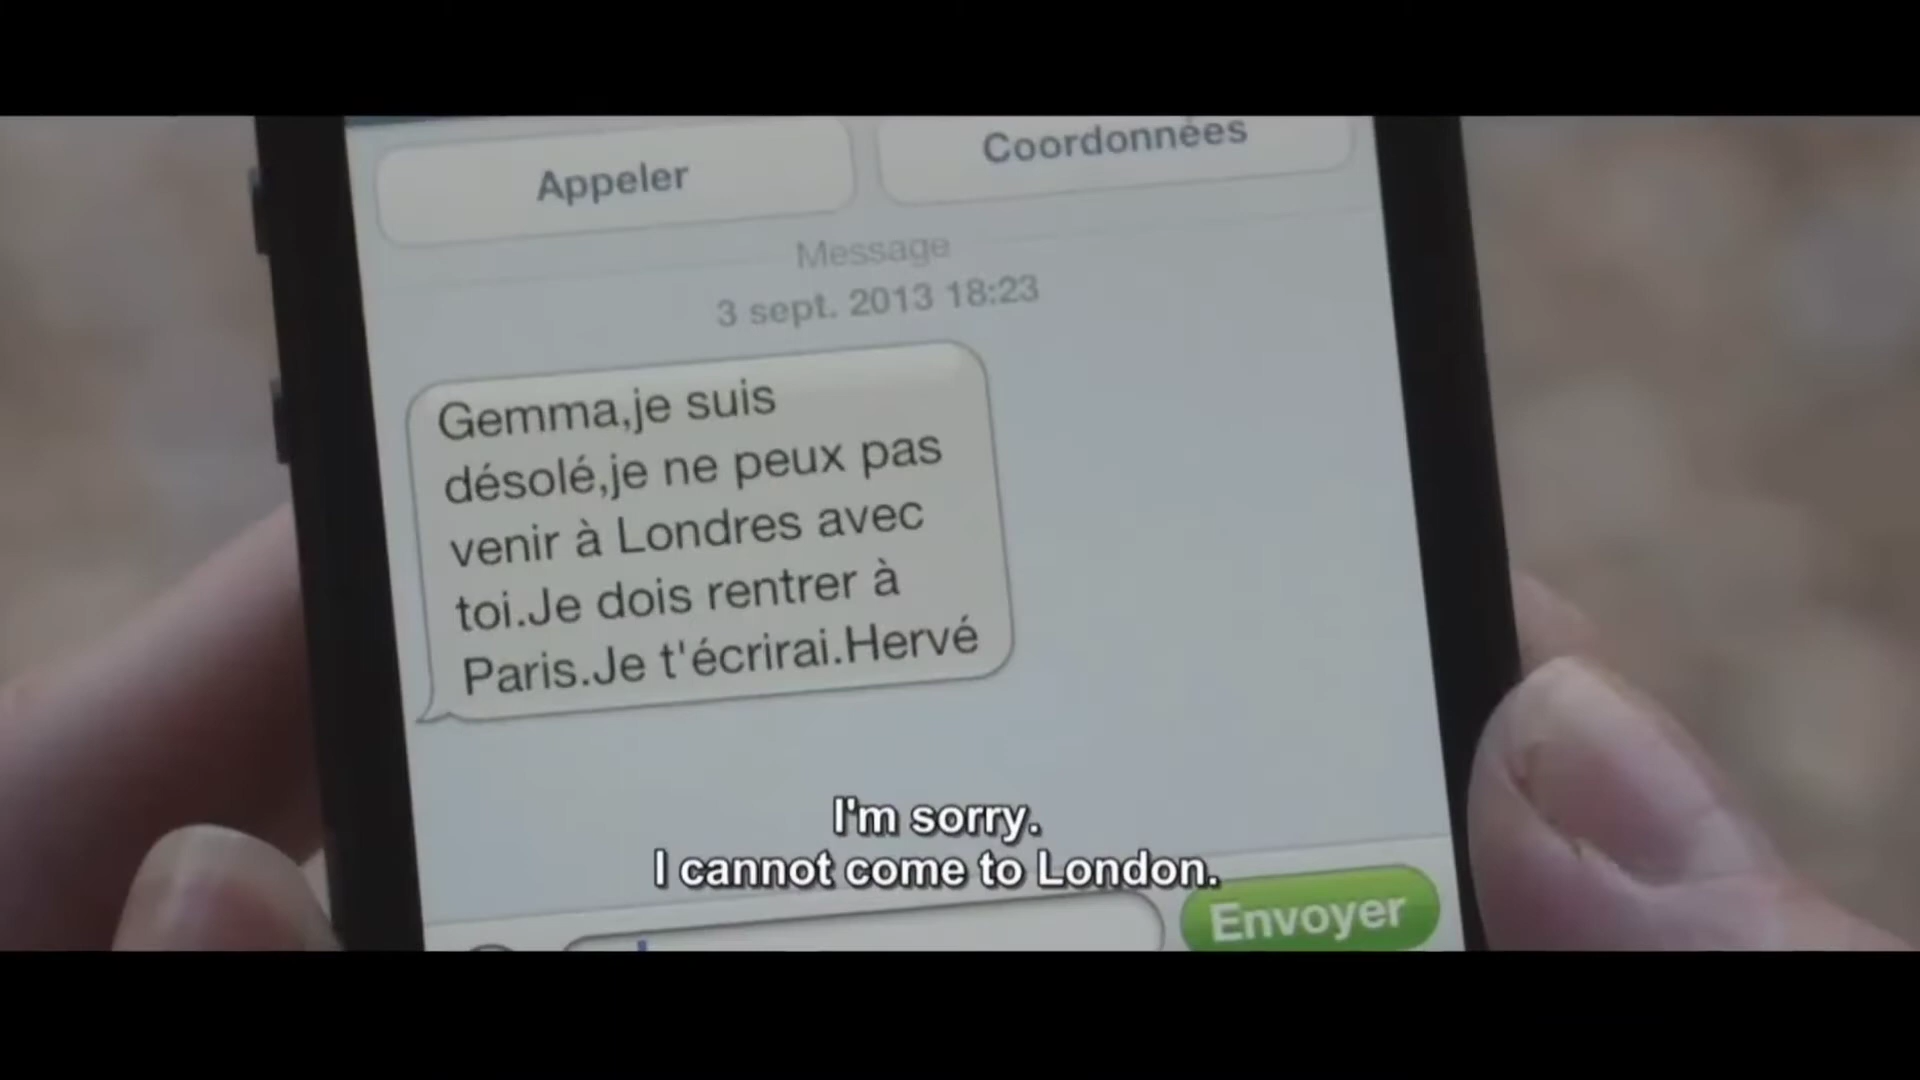 Appeler
Coordonnées
Message
3 sept. 2013 18:23
Gemma,je suis
désolé,je ne peux pas
venir à Londres avec
toi.Je dois rentrer à
Paris.Je t'écrirai.Hervé
I'm sorry.
I cannot come to London.
Envoyer